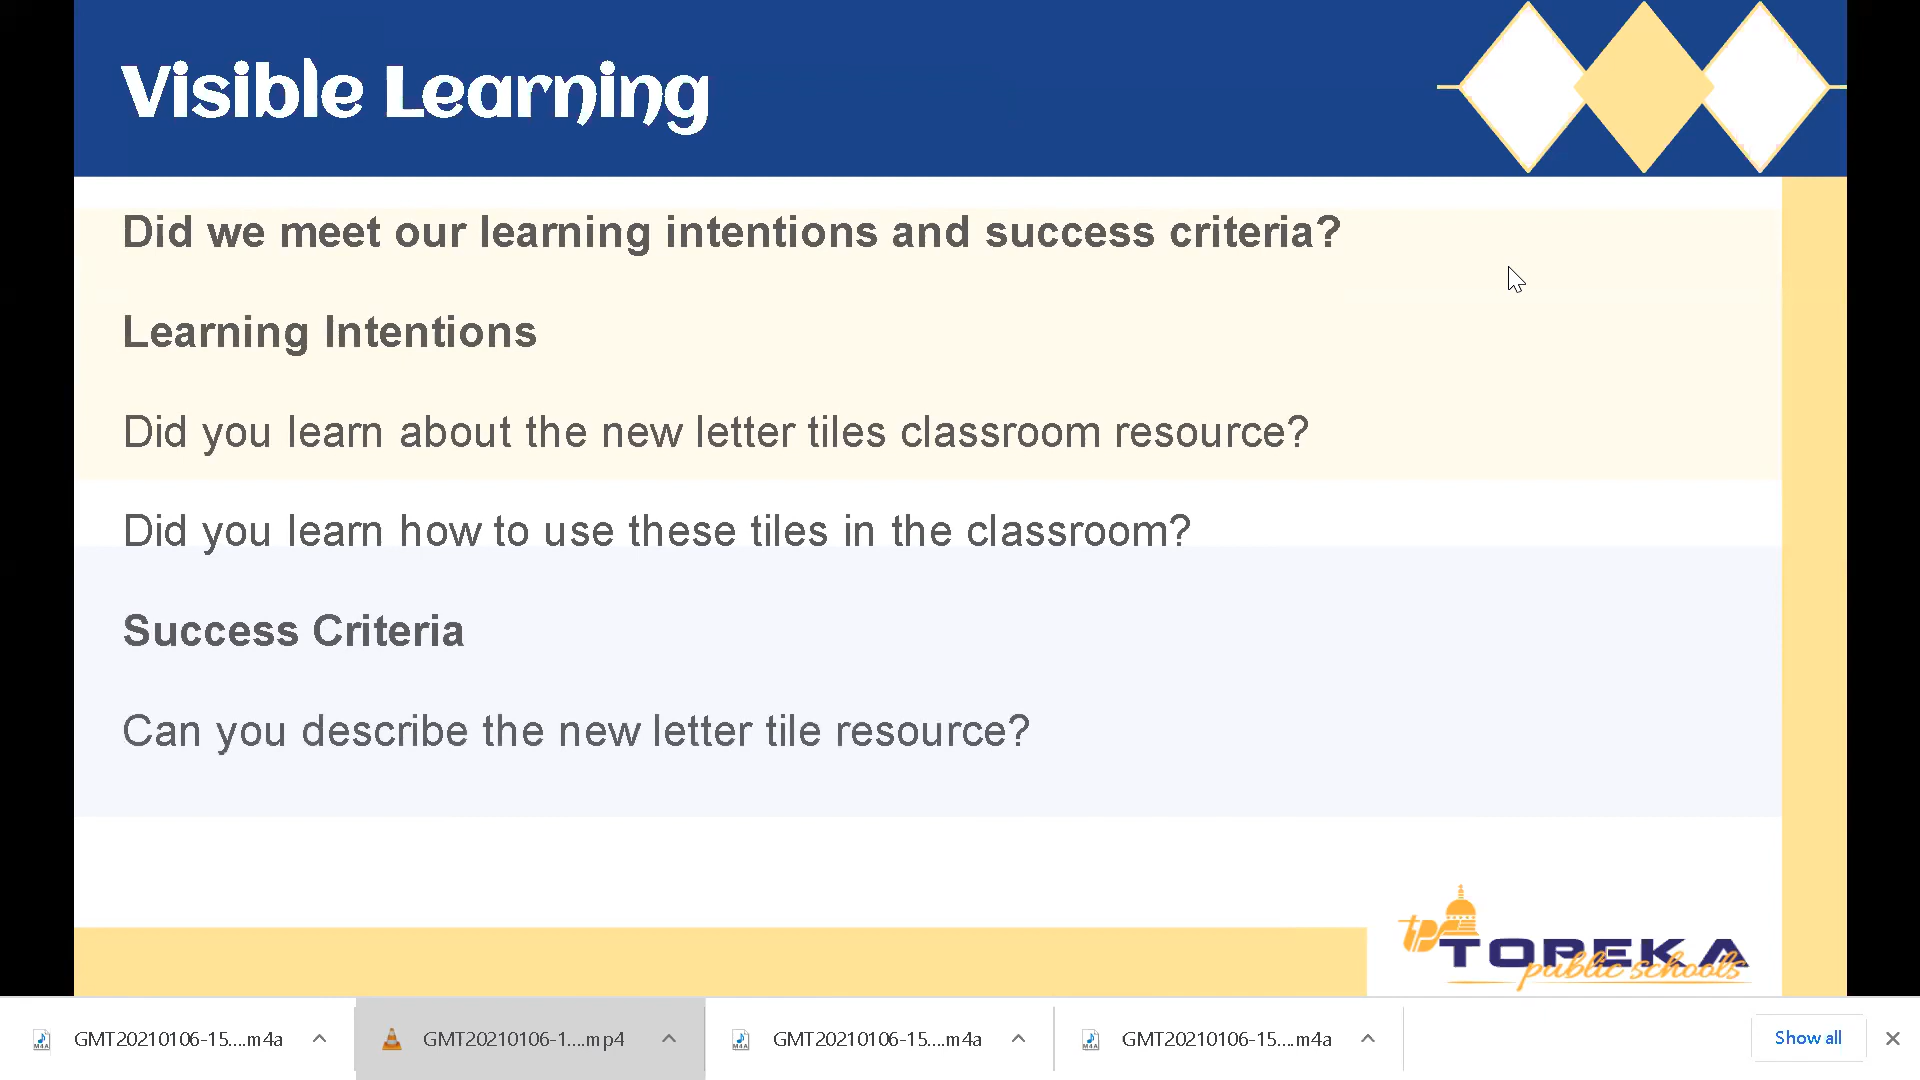 Visible Learning
Did we meet our learning intentions and success criteria?
Learning Intentions
Did you learn about the new letter tiles classroom resource?
Did you learn how to use these tiles in the classroom?
Success Criteria
Can you describe the new letter tile resource?
tps
TOPEKA
public schools
GMT20210106-15....m4a
GMT20210106-1....mp4
GMT20210106-15....m4a
GMT20210106-15....m4a
Show all